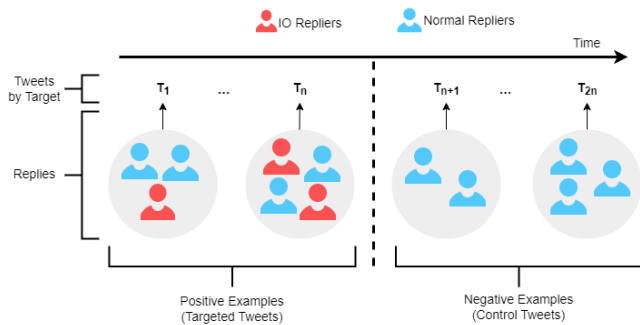 IO Repliers
Normal Repliers
Time
Tweets
by Target
T1
...
Tn
Tn+1
...
T2n
Replies
Positive Examples
(Targeted Tweets)
Negative Examples
(Control Tweets)